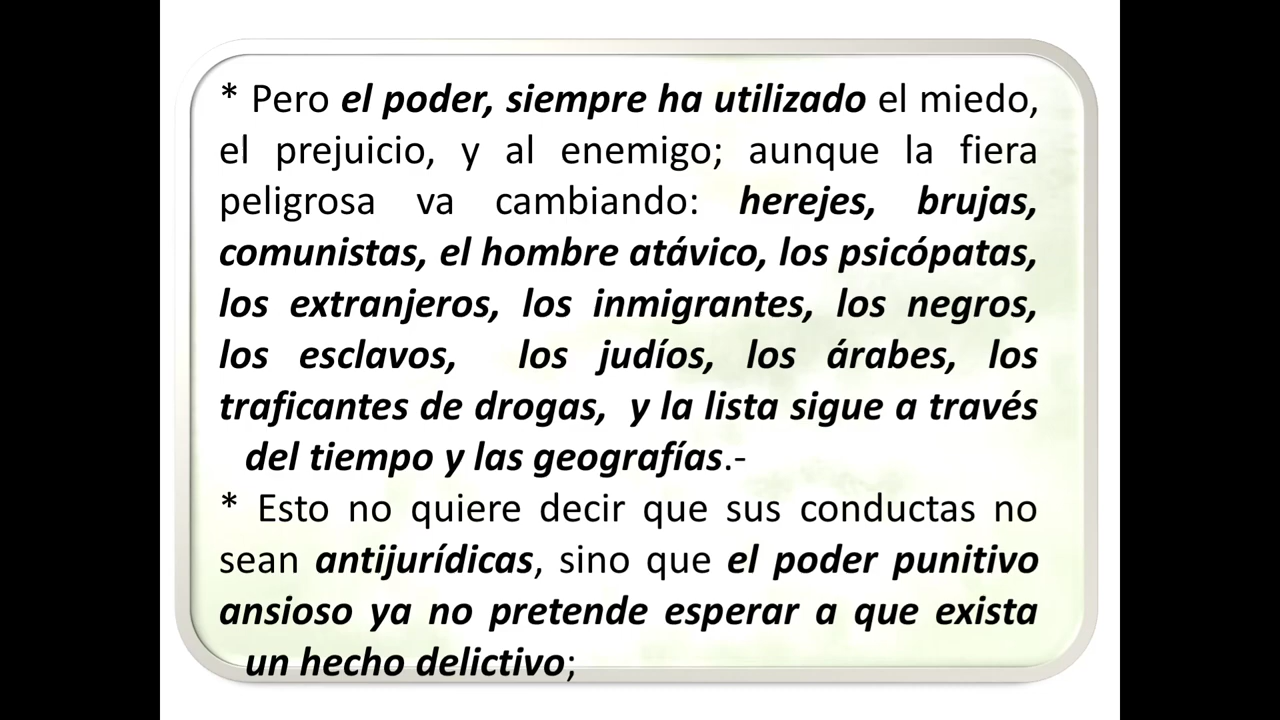 * Pero el poder, siempre ha utilizado el miedo,
el prejuicio, y al enemigo; aunque la fiera
peligrosa va cambiando: herejes, brujas,
comunistas, el hombre atávico, los psicópatas,
los extranjeros, los inmigrantes, los negros,
los esclavos, los judíos, los árabes, los
traficantes de drogas, y la lista sigue a través
del tiempo y las geografías.-
* Esto no quiere decir que sus conductas no
sean antijurídicas, sino que el poder punitivo
ansioso ya no pretende esperar a que exista
un hecho delictivo;